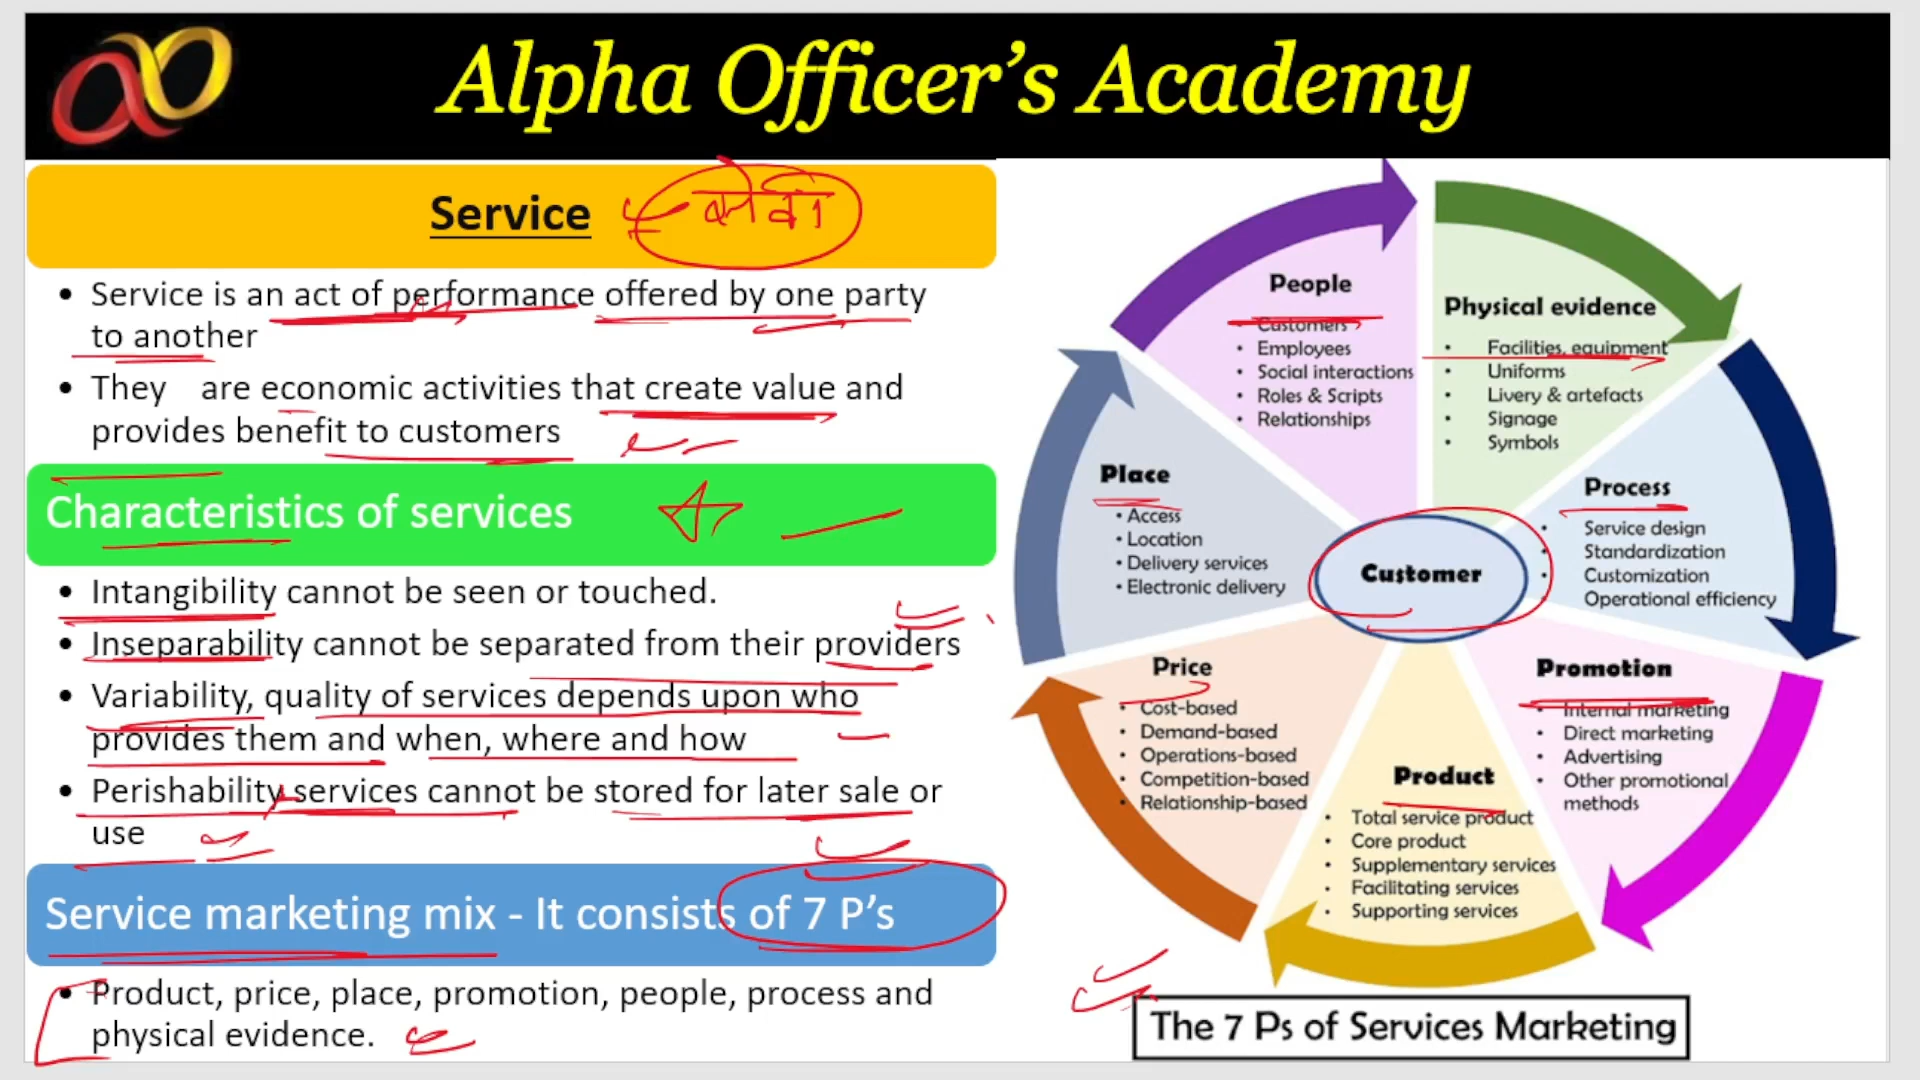 Alpha Officer's Academy
Service
• Service is an act of performance offered by one party
to another
• They are economic activities that create value and
provides benefit to customers
Characteristics of services
• Intangibility cannot be seen or touched.
• Inseparability cannot be separated from their providers
• Variability, quality of services depends upon who
provides them and when, where and how
• Perishability services cannot be stored for later sale or
use
Service marketing mix - It consists of 7 P's
• Product, price, place, promotion, people, process and
physical evidence.
People
• Customers
• Employees
• Social interactions
• Roles & Scripts
• Relationships
Physical evidence
• Facilities, equipment
• Uniforms
• Livery & artefacts
• Signage
• Symbols
Place
• Access
• Location
• Delivery services
• Electronic delivery
Process
• Service design
• Standardization
• Customization
• Operational efficiency
Customer
Price
• Cost-based
• Demand-based
• Operations-based
• Competition-based
• Relationship-based
Promotion
• Internal marketing
• Direct marketing
• Advertising
• Other promotional
methods
Product
• Total service product
• Core product
• Supplementary services
• Facilitating services
• Supporting services
The 7 Ps of Services Marketing